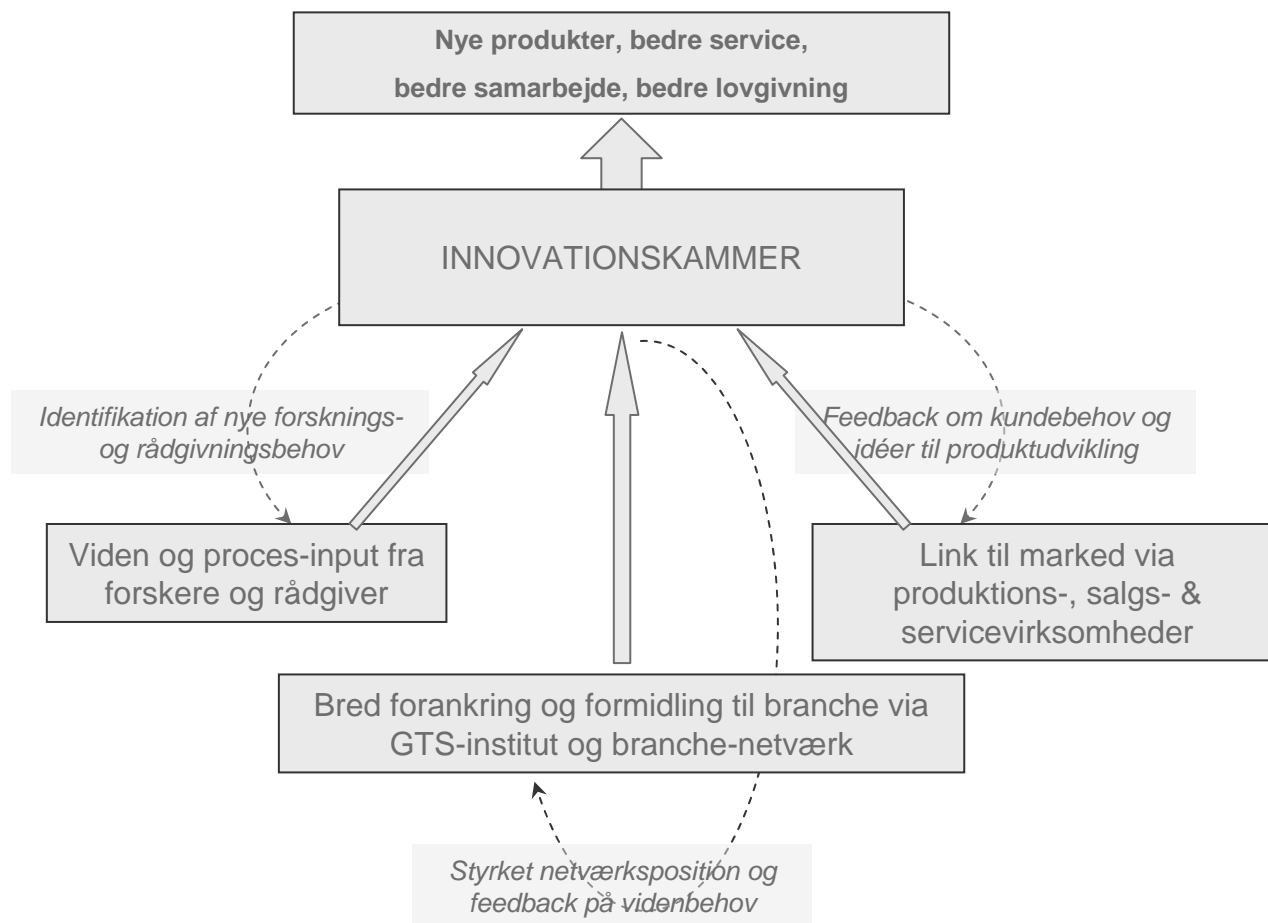 Nye produkter, bedre service,
bedre samarbejde, bedre lovgivning
INNOVATIONSKAMMER
Identifikation af nye forsknings-
og rådgivningsbehov
Feedback om kundebehov og
idéer til produktudvikling
Viden og proces-input fra
forskere og rådgiver
Link til marked via
produktions-, salgs- &
servicevirksomheder
Bred forankring og formidling til branche via
GTS-institut og branche-netværk
Styrket netværksposition og
feedback på videnbehov